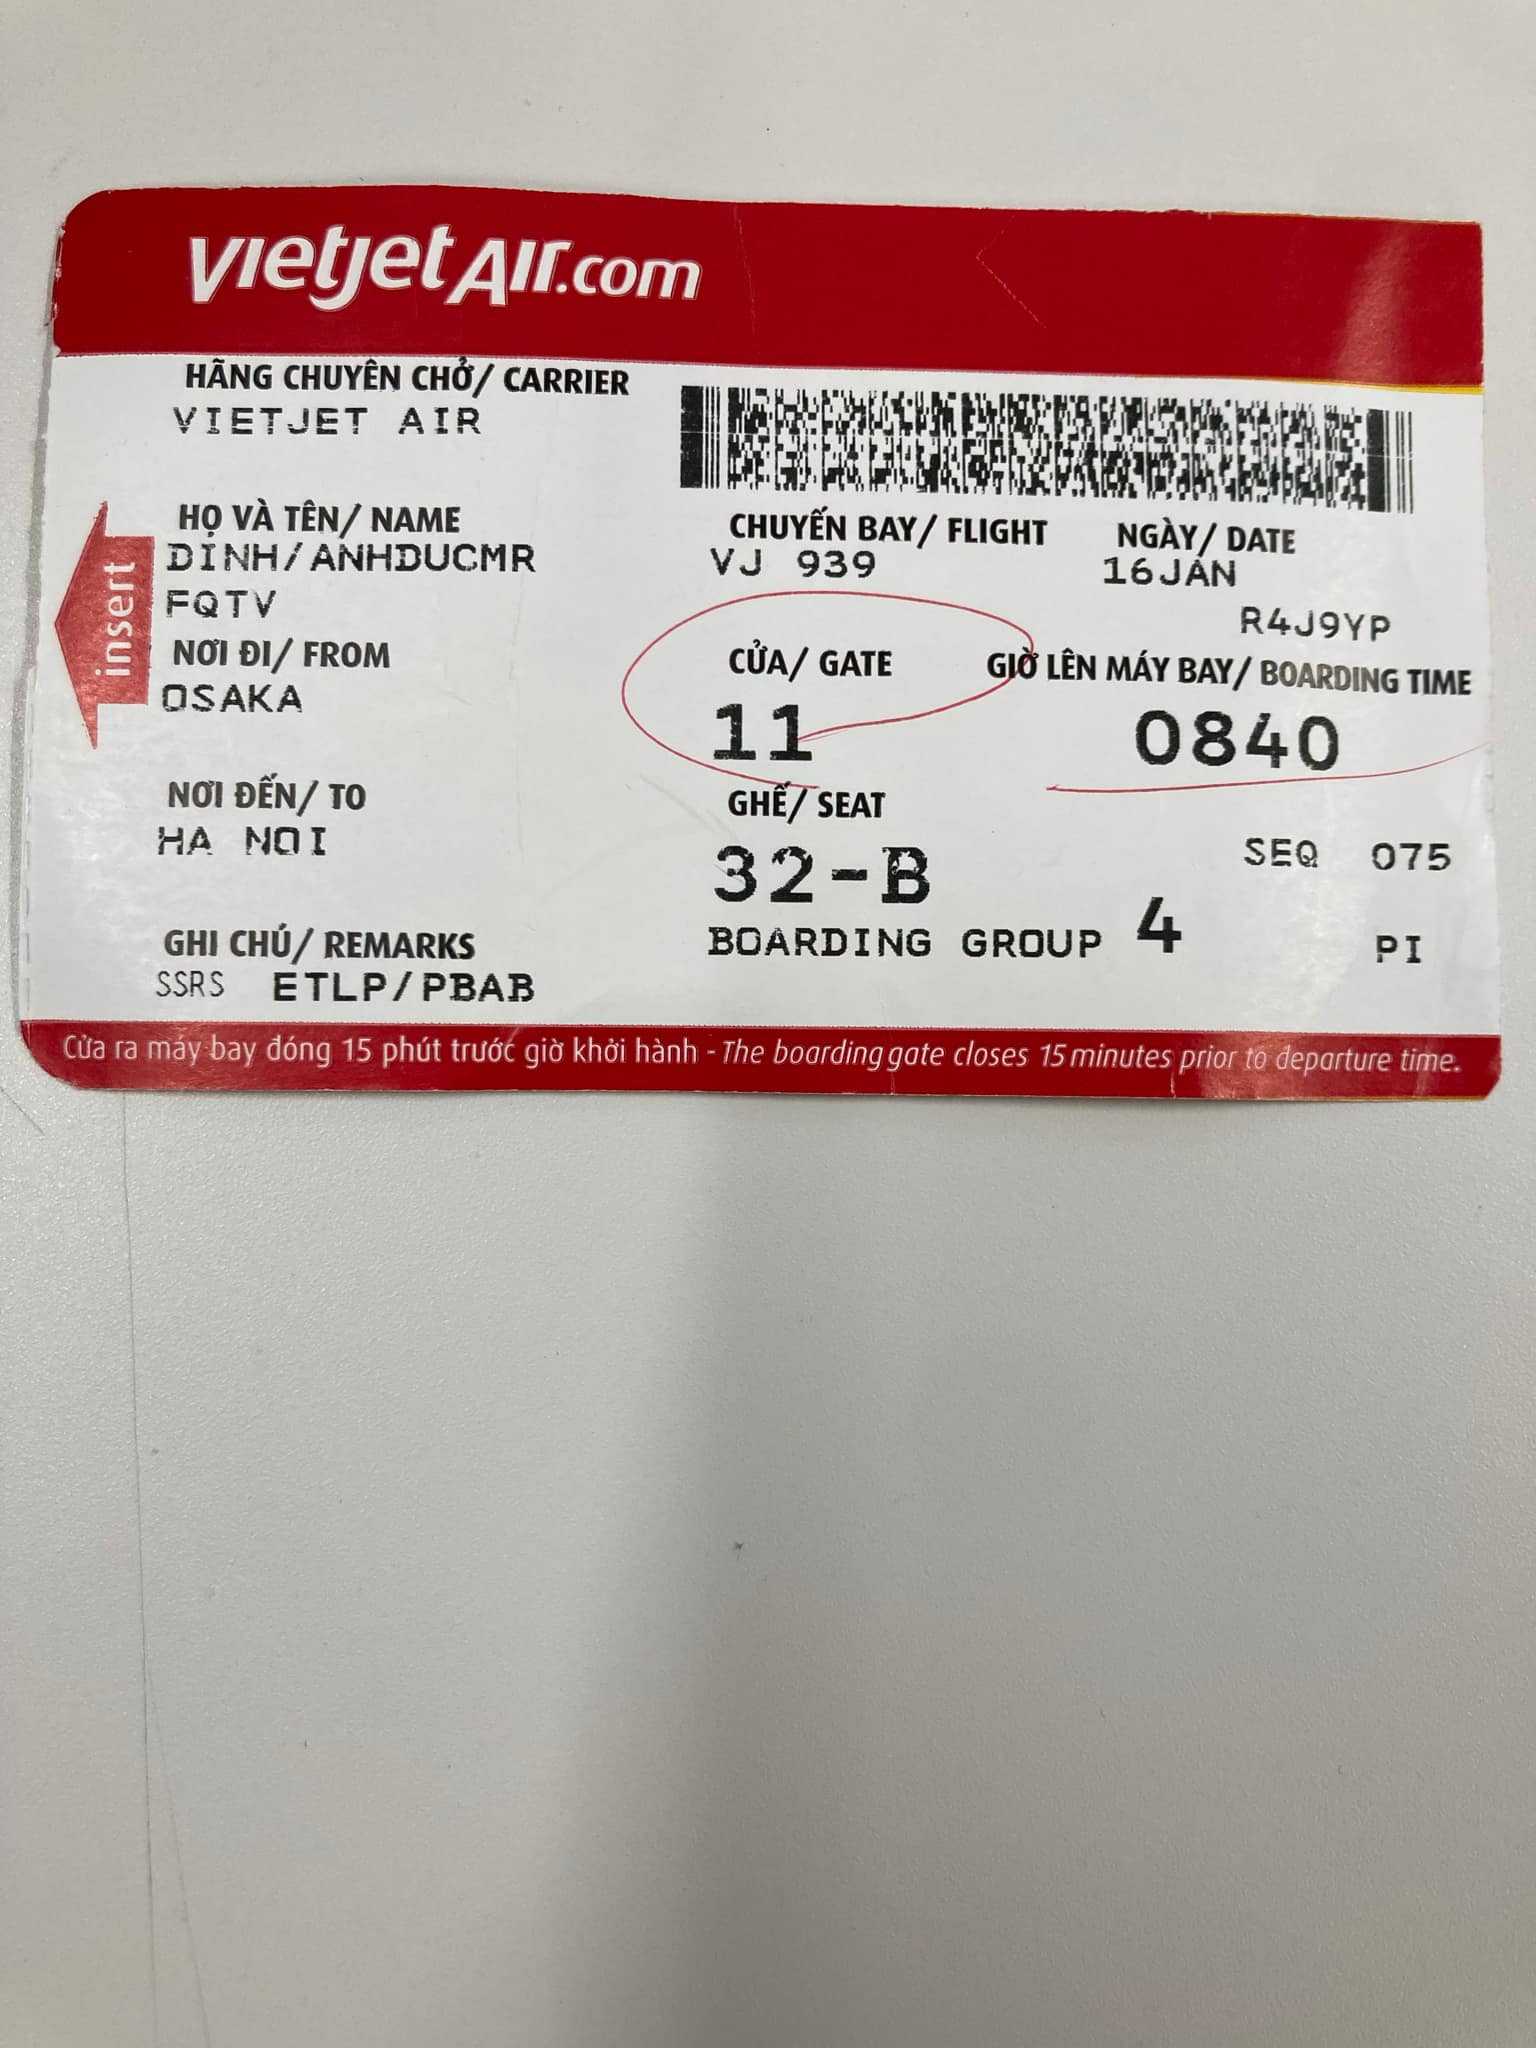 vietjetAir.com
HÃNG CHUYÊN CHỞ/ CARRIER
VIETJET AIR
HỌ VÀ TÊN/ NAME
DINH/ANHDUCMR
FQTV
NƠI ĐI/ FROM
OSAKA
NƠI ĐẾN/ TO
HA NOI
GHI CHÚ/ REMARKS
SSRS ETLP/PBAB
insert
CHUYẾN BAY/ FLIGHT
VJ 939
NGÀY/ DATE
16JAN
R4J9YP
CỬA/ GATE
11
GIỜ LÊN MÁY BAY/ BOARDING TIME
0840
GHẾ/ SEAT
32-B
SEQ 075
BOARDING GROUP 4
PI
Cửa ra máy bay đóng 15 phút trước giờ khởi hành - The boarding gate closes 15 minutes prior to departure time.